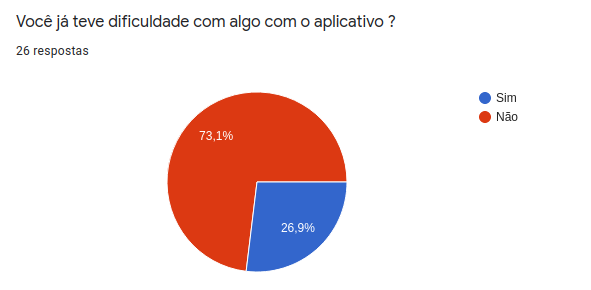 Você já teve dificuldade com algo com o aplicativo ?
26 respostas
Sim
Não
73,1%
26,9%